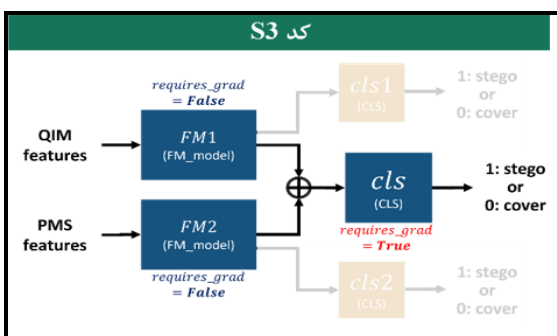 کد S3
requires_grad
= False
cls1
(CLS)
1: stego
or
0: cover
QIM
features
FM1
(FM_model)
cls
(CLS)
1: stego
or
0: cover
requires_grad
= True
PMS
features
FM2
(FM_model)
requires_grad
= False
cls2
(CLS)
1: stego
or
0: cover